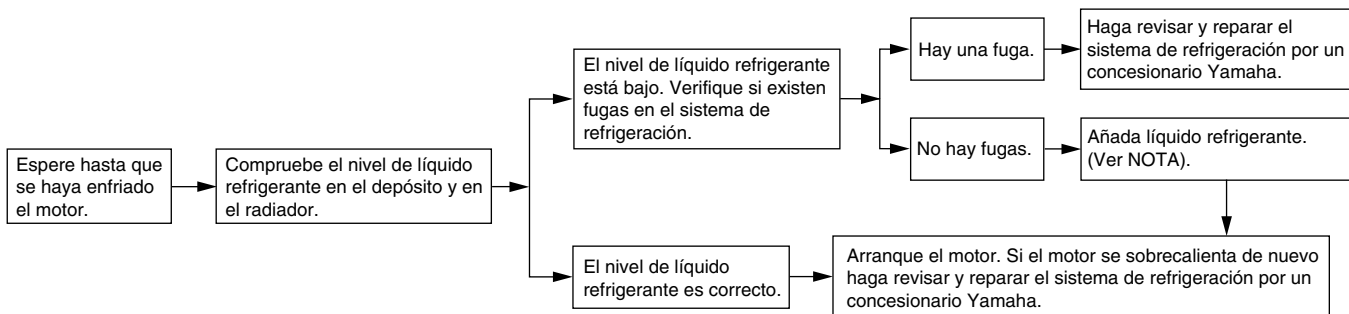 Espere hasta que
se haya enfriado
el motor.
Compruebe el nivel de líquido
refrigerante en el depósito y en
el radiador.
El nivel de líquido refrigerante
está bajo. Verifique si existen
fugas en el sistema de
refrigeración.
Hay una fuga.
Haga revisar y reparar el
sistema de refrigeración por un
concesionario Yamaha.
No hay fugas.
Añada líquido refrigerante.
(Ver NOTA).
El nivel de líquido
refrigerante es correcto.
Arranque el motor. Si el motor se sobrecalienta de nuevo
haga revisar y reparar el sistema de refrigeración por un
concesionario Yamaha.